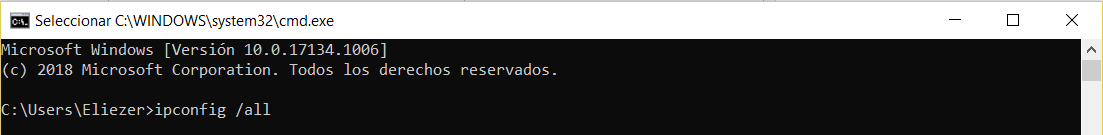 Seleccionar C:\WINDOWS\system32\cmd.exe
Microsoft Windows [Versión 10.0.17134.1006]
(c) 2018 Microsoft Corporation. Todos los derechos reservados.
C:\Users\Eliezer>ipconfig /all